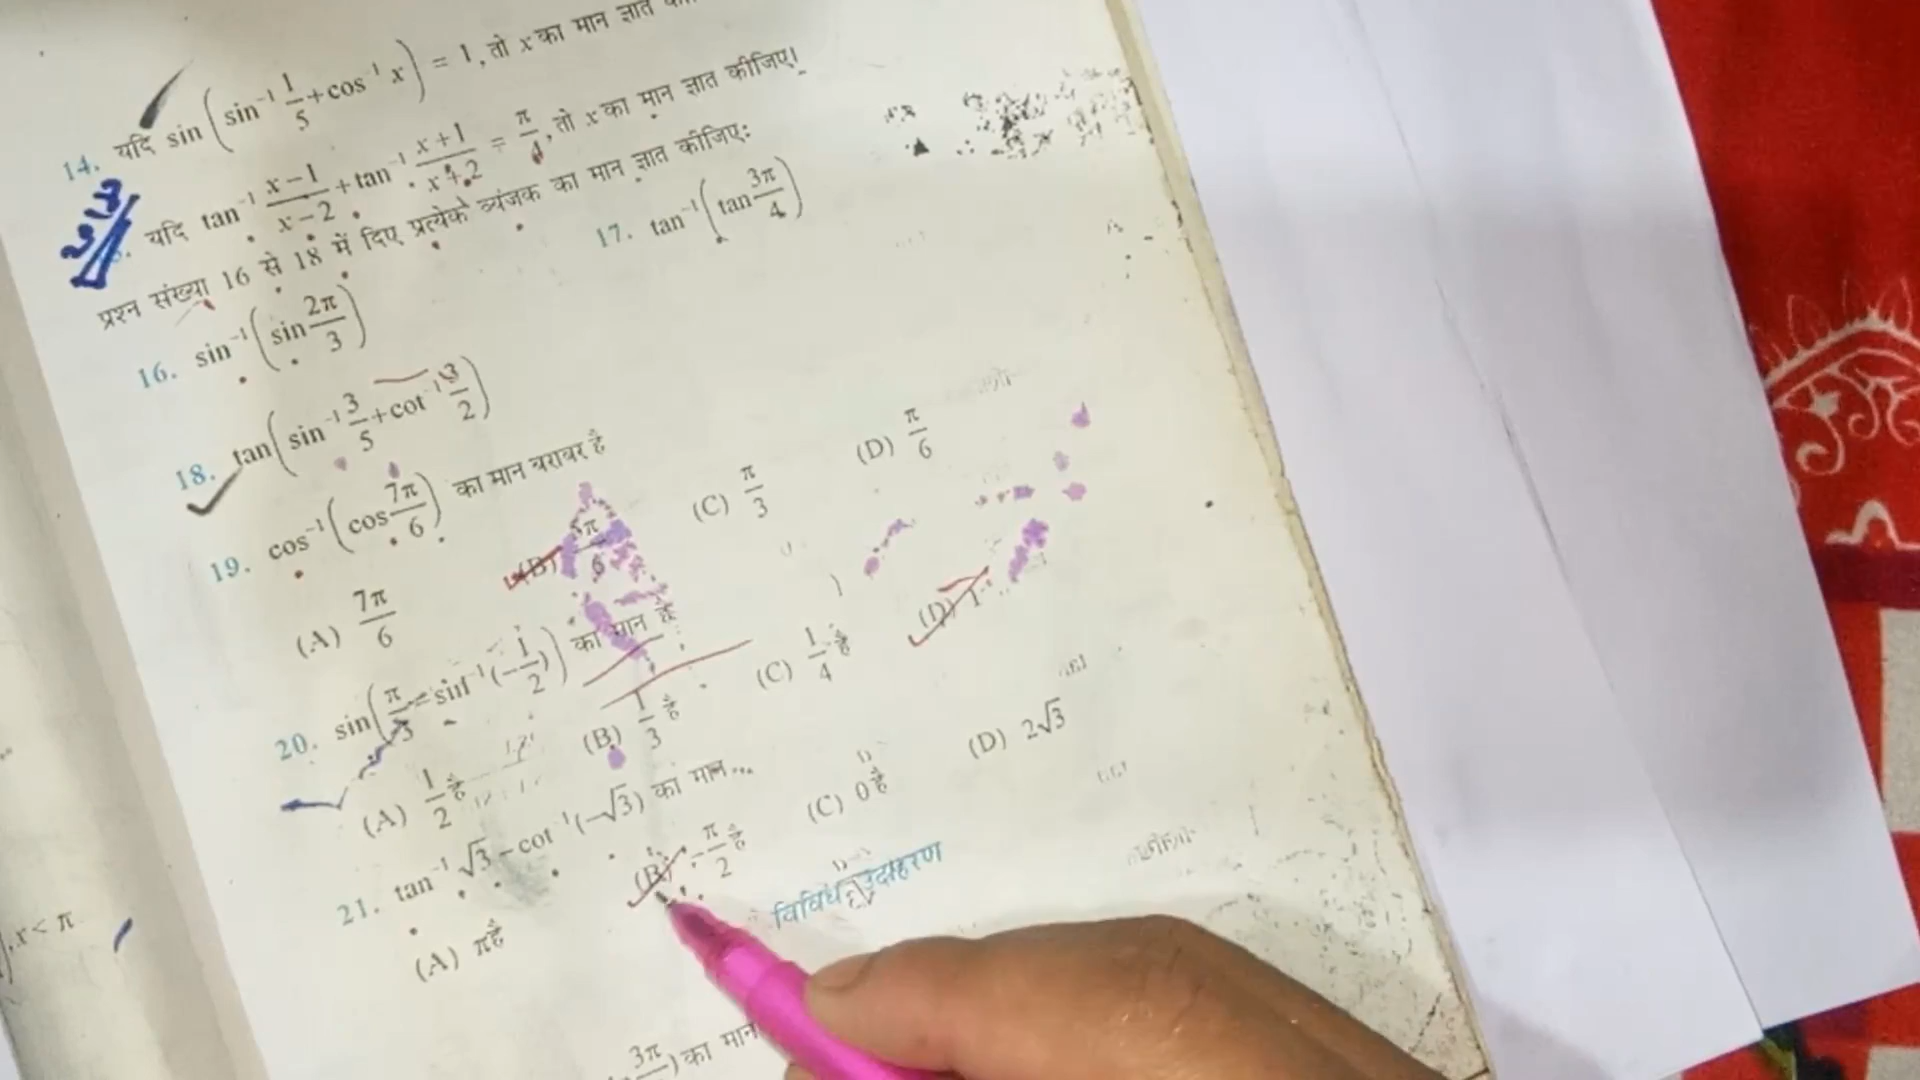 14. यदि sin (sin⁻¹ 1/5 + cos⁻¹ x) = 1, तो x का मान ज्ञात
यदि tan⁻¹ (x−1)/(x−2) + tan⁻¹ (x+1)/(x+2) = π/4, तो x का मान ज्ञात कीजिए।
प्रश्न संख्या 16 से 18 में दिए प्रत्येक व्यंजक का मान ज्ञात कीजिए:
16. sin⁻¹ (sin 2π/3) 17. tan⁻¹ (tan 3π/4)
18. tan (sin⁻¹ 3/5 + cot⁻¹ 3/2)
19. cos⁻¹ (cos 7π/6) का मान बराबर है
(A) 7π/6 (B) 5π/6 (C) π/3 (D) π/6
20. sin (π/3 − sin⁻¹(−1/2)) का मान है
(A) 1/2 है (B) 1/3 है (C) 1/4 है (D) 1
21. tan⁻¹ √3 − cot⁻¹(−√3) का मान
(A) π है (B) −π/2 है (C) 0 है (D) 2√3
विविध उदाहरण
3π
) का मान
, x < π